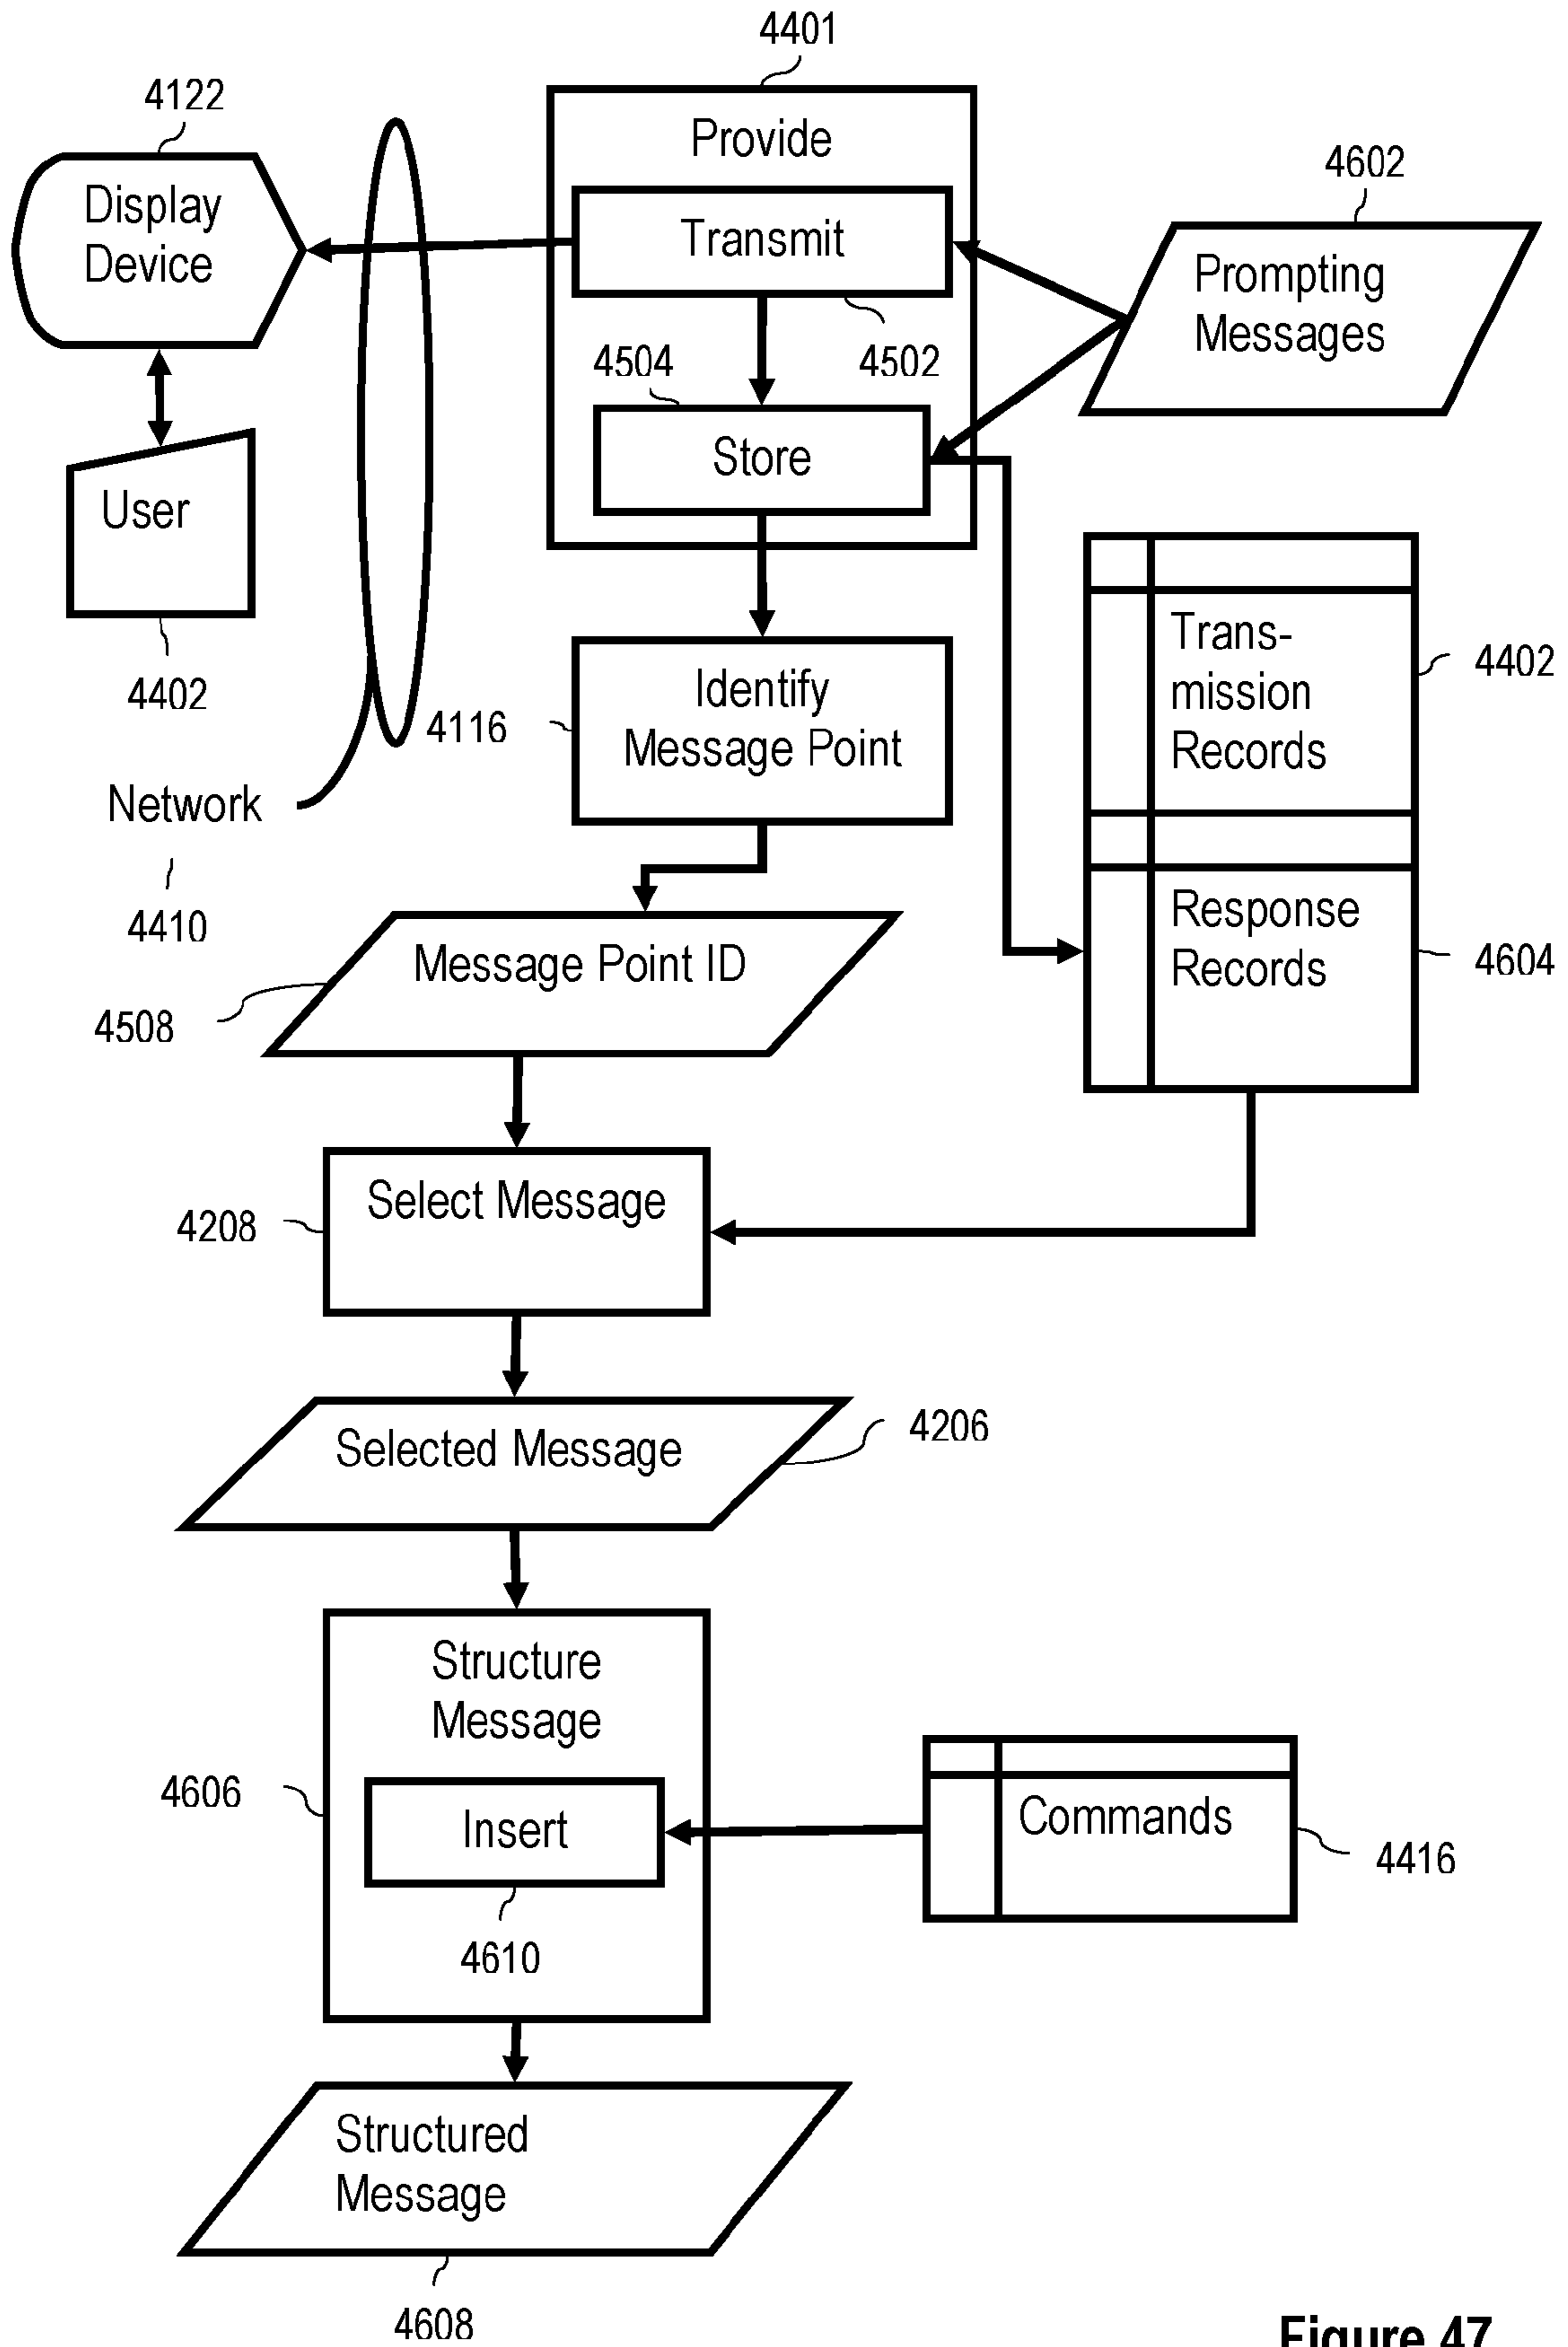 4401
4122
Provide
4602
Display
Device
Transmit
Prompting
Messages
4504
4502
Store
User
4402
Trans-
mission
Records
4402
Identify
Message Point
4116
Network
4410
Response
Records
4604
Message Point ID
4508
Select Message
4208
Selected Message
4206
Structure
Message
4606
Insert
Commands
4416
4610
Structured
Message
4608
Figure 47